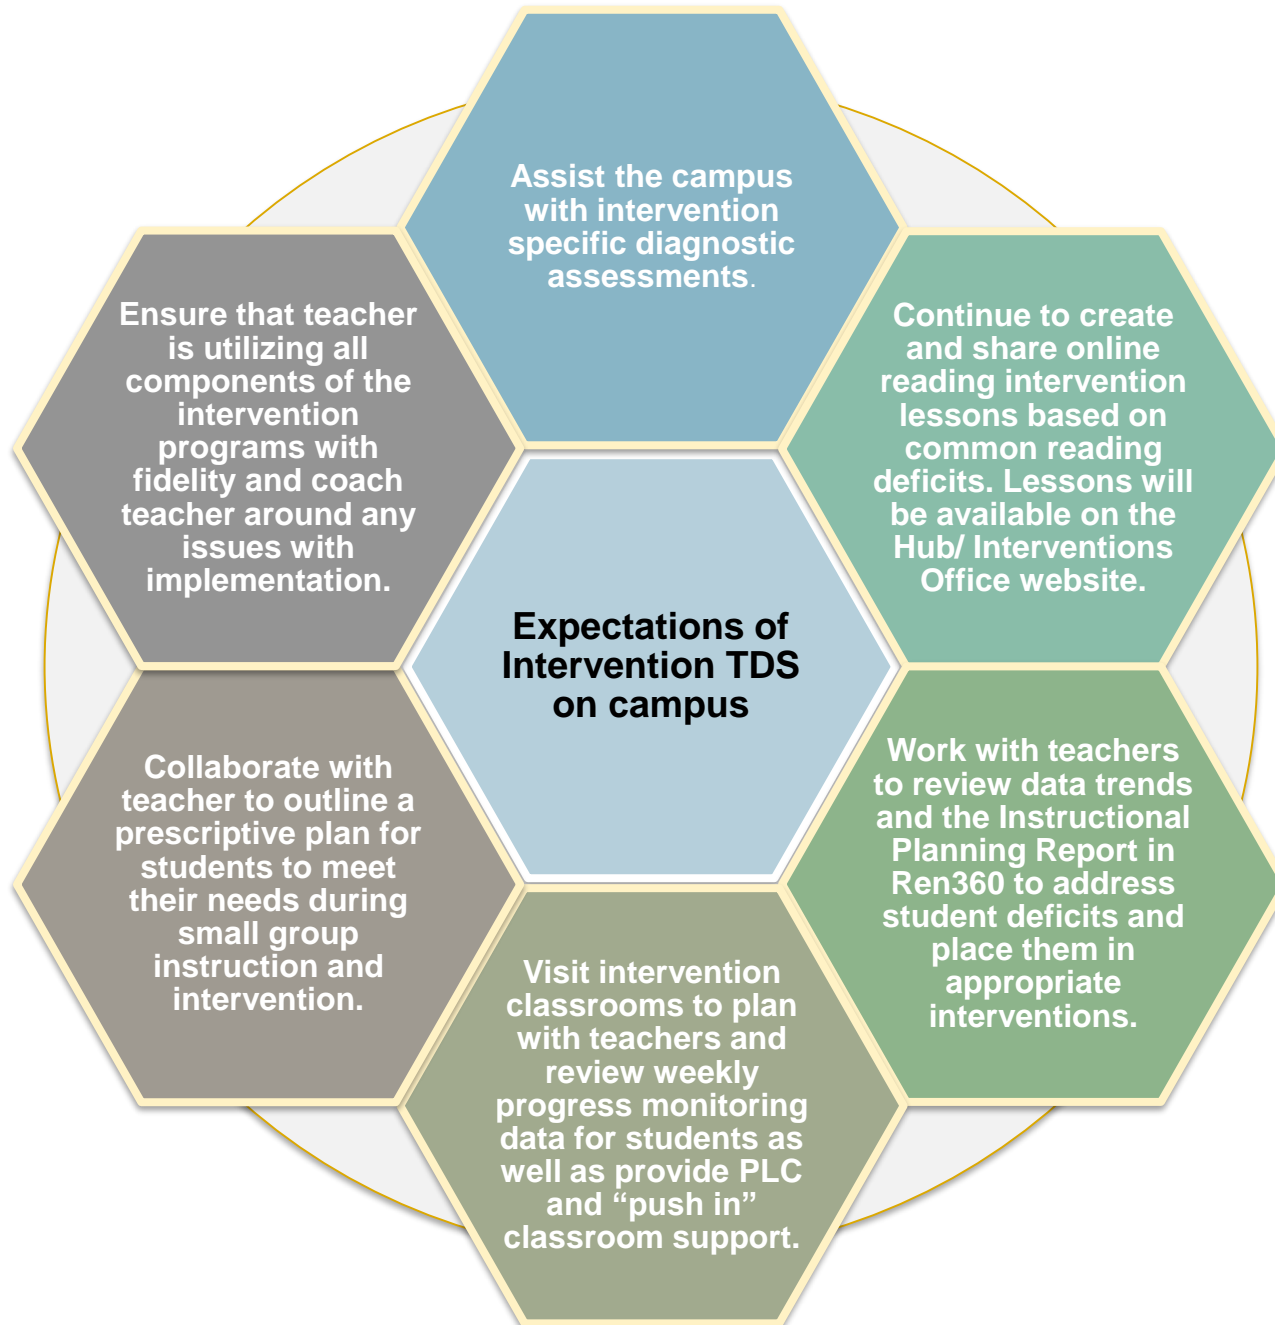 Assist the campus
with intervention
specific diagnostic
assessments.
Ensure that teacher
is utilizing all
components of the
intervention
programs with
fidelity and coach
teacher around any
issues with
implementation.
Continue to create
and share online
reading intervention
lessons based on
common reading
deficits. Lessons will
be available on the
Hub/ Interventions
Office website.
Expectations of
Intervention TDS
on campus
Collaborate with
teacher to outline a
prescriptive plan for
students to meet
their needs during
small group
instruction and
intervention.
Work with teachers
to review data trends
and the Instructional
Planning Report in
Ren360 to address
student deficits and
place them in
appropriate
interventions.
Visit intervention
classrooms to plan
with teachers and
review weekly
progress monitoring
data for students as
well as provide PLC
and “push in”
classroom support.